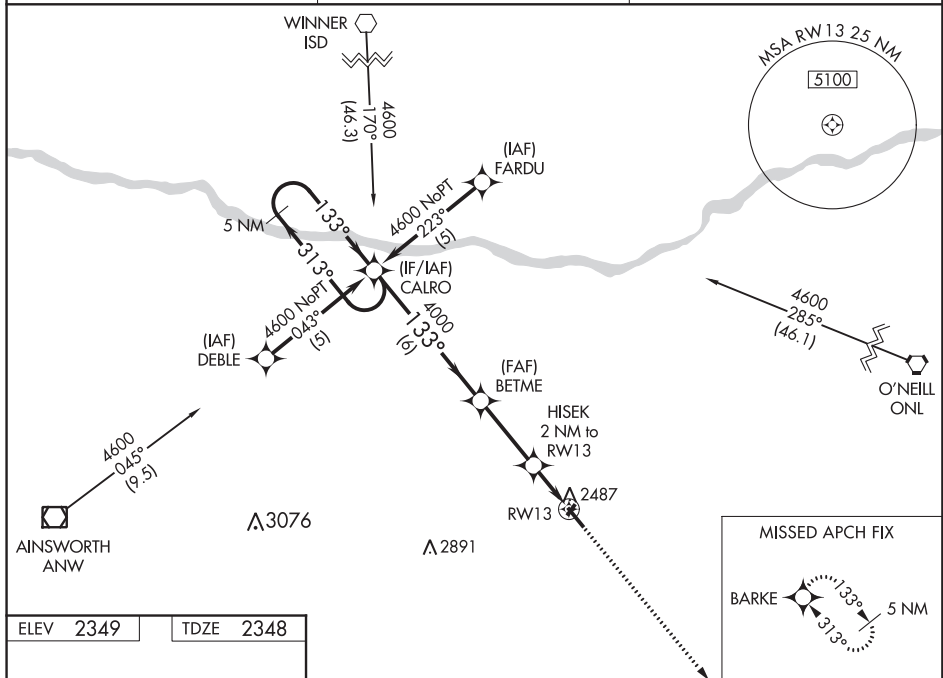 WINNER
ISD
4600
170°
(46.3)
MSA RW13 25 NM
5100
(IAF)
FARDU
4600 NoPT
223°
(5)
5 NM
133°
313°
(IF/IAF)
CALRO
4600 NoPT
043°
(5)
(IAF)
DEBLE
4000
133°
(6)
4600
285°
(46.1)
O'NEILL
ONL
(FAF)
BETME
HISEK
2 NM to
RW13
4600
045°
(9.5)
AINSWORTH
ANW
3076
2487
RW13
2891
MISSED APCH FIX
BARKE
133°
313°
5 NM
ELEV 2349
TDZE 2348